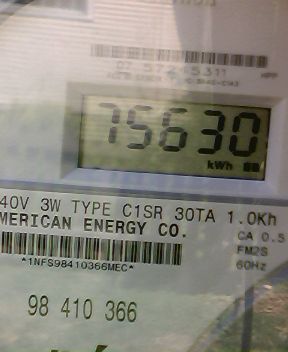 75630
kWh
40V 3W TYPE C1SR 30TA 1.0Kh
MERICAN ENERGY CO.
CA 0.5
FM2S
60Hz
*1NFS98410366MEC*
98 410 366